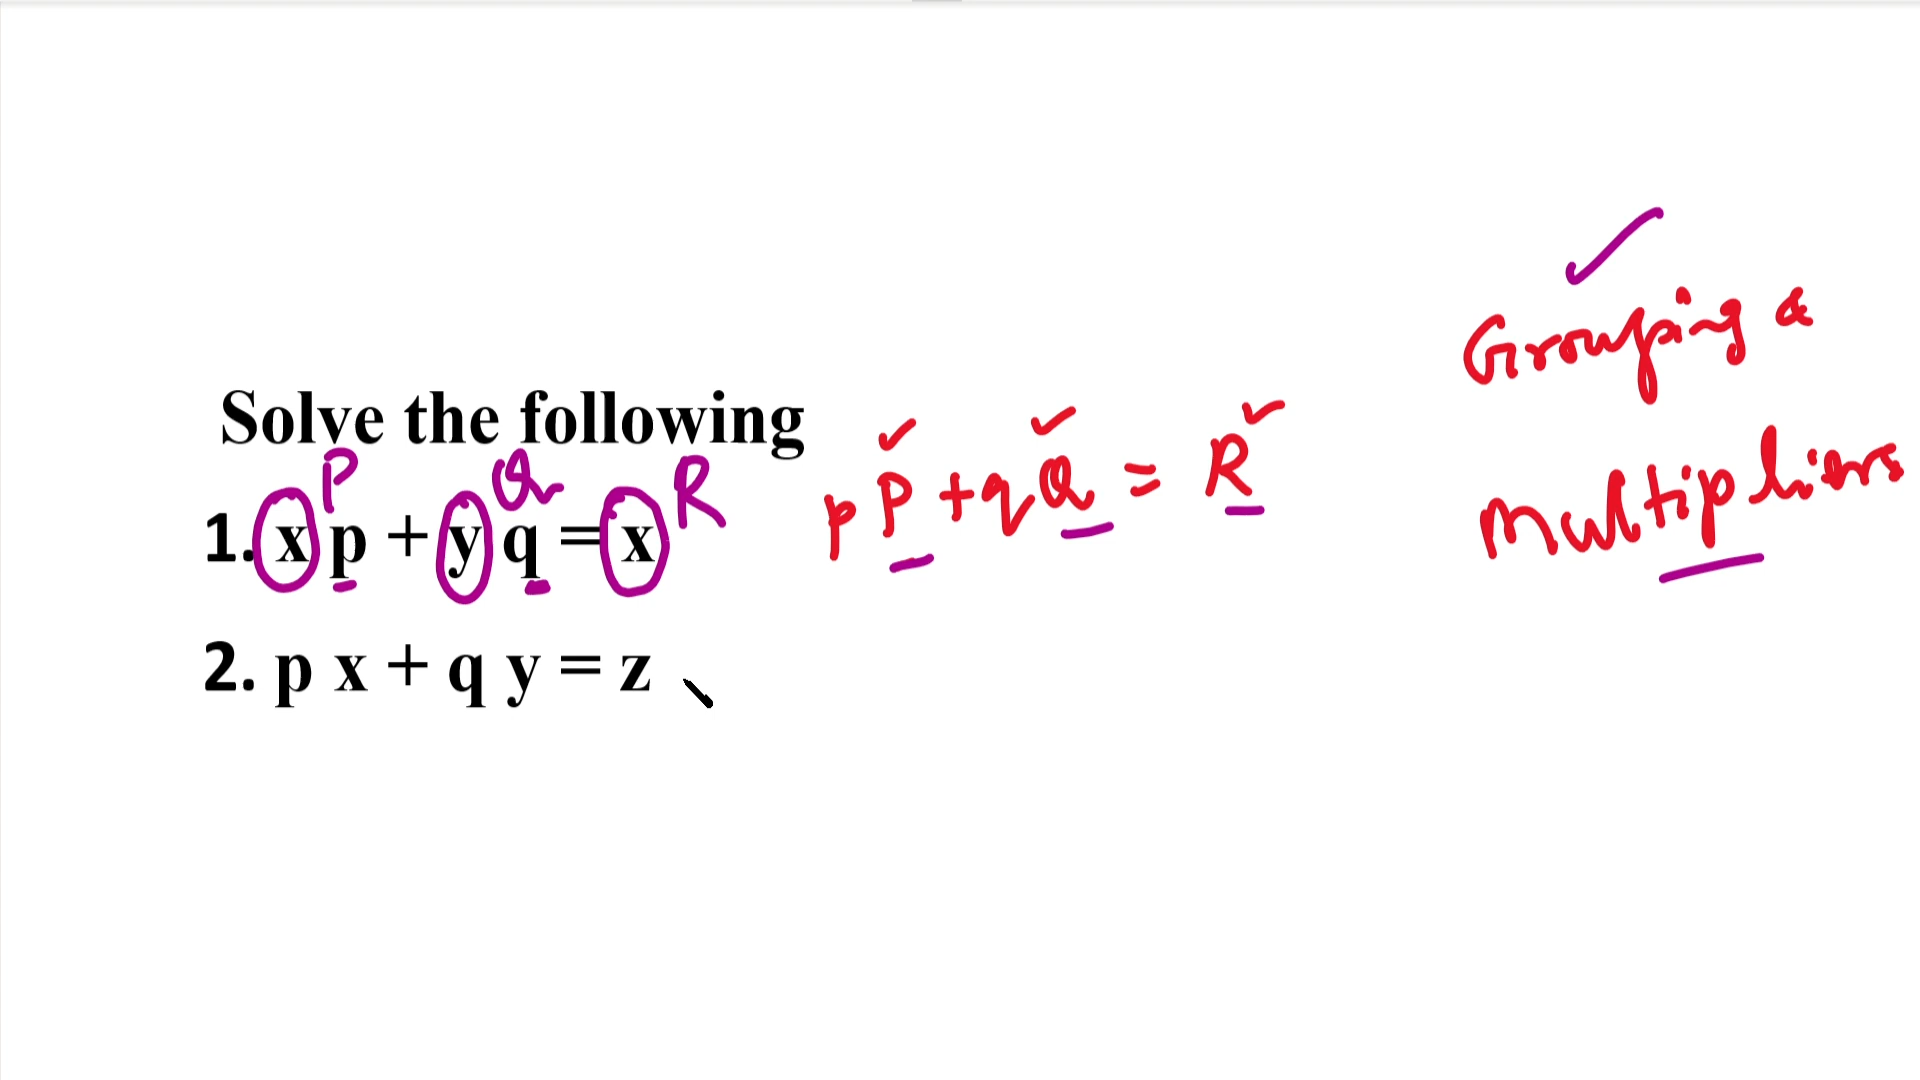 Grouping &
Multipliers
Solve the following
p P + q Q = R
P Q R
1. x p + y q = x
2. p x + q y = z